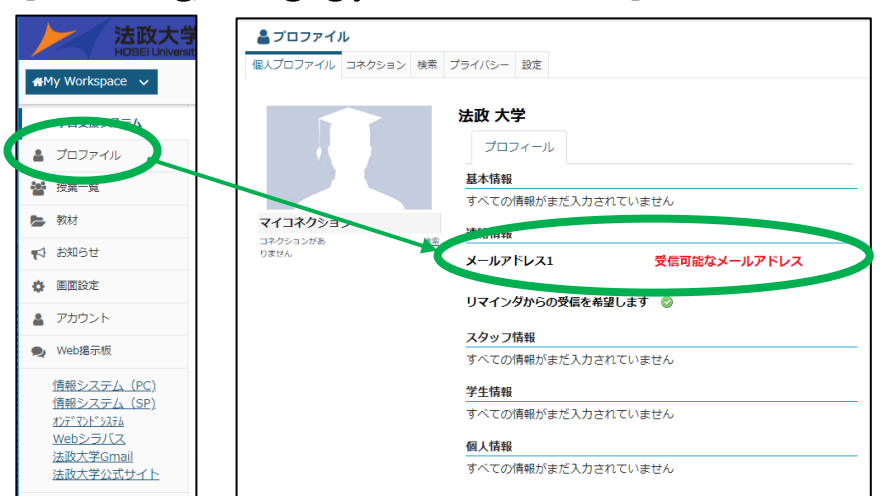 法政大学
HOSEI Universit
My Workspace
プロファイル
授業一覧
教材
お知らせ
画面設定
アカウント
Web掲示板
情報システム（PC)
情報システム（SP)
ｵﾝﾃﾞﾏﾝﾄﾞｼｽﾃﾑ
Webシラバス
法政大学Gmail
法政大学公式サイト
プロファイル
個人プロファイル コネクション 検索 プライバシー 設定
法政 大学
プロフィール
基本情報
すべての情報がまだ入力されていません
マイコネクション
コネクションがあ 検索
りません
連絡情報
メールアドレス1 受信可能なメールアドレス
リマインダからの受信を希望します
スタッフ情報
すべての情報がまだ入力されていません
学生情報
すべての情報がまだ入力されていません
個人情報
すべての情報がまだ入力されていません